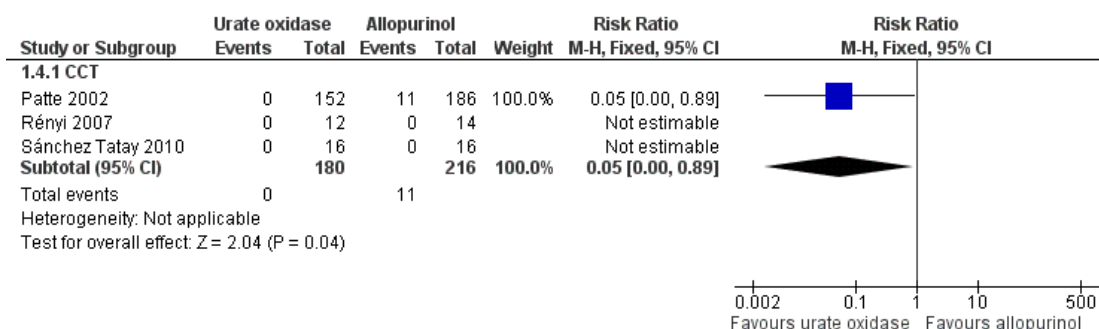 Urate oxidase Allopurinol Risk Ratio Risk Ratio
Study or Subgroup Events Total Events Total Weight M-H, Fixed, 95% CI M-H, Fixed, 95% CI
1.4.1 CCT
Patte 2002 0 152 11 186 100.0% 0.05 [0.00, 0.89]
Rényi 2007 0 12 0 14 Not estimable
Sánchez Tatay 2010 0 16 0 16 Not estimable
Subtotal (95% CI) 180 216 100.0% 0.05 [0.00, 0.89]
Total events 0 11
Heterogeneity: Not applicable
Test for overall effect: Z = 2.04 (P = 0.04)
0.002 0.1 1 10 500
Favours urate oxidase Favours allopurinol